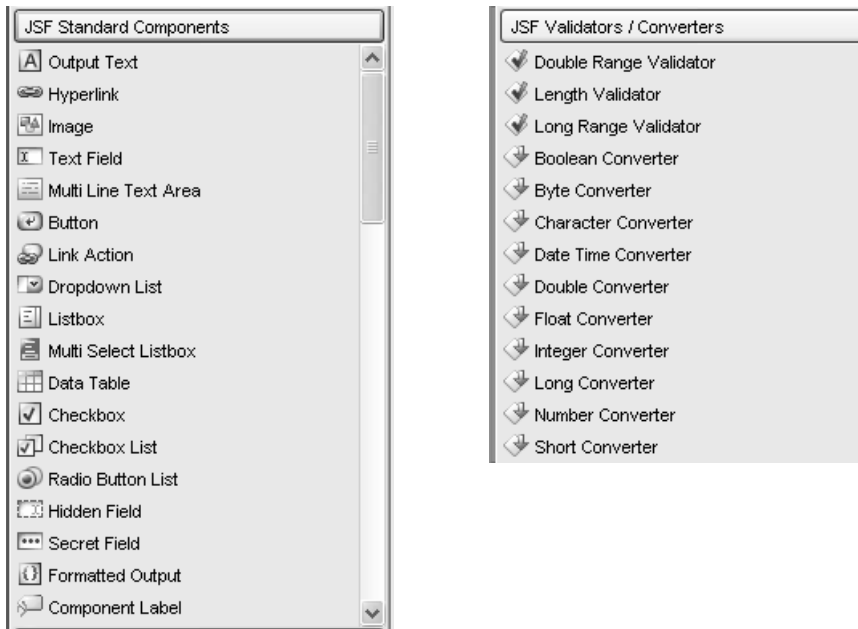 JSF Standard Components
Output Text
Hyperlink
Image
Text Field
Multi Line Text Area
Button
Link Action
Dropdown List
Listbox
Multi Select Listbox
Data Table
Checkbox
Checkbox List
Radio Button List
Hidden Field
Secret Field
Formatted Output
Component Label
JSF Validators / Converters
Double Range Validator
Length Validator
Long Range Validator
Boolean Converter
Byte Converter
Character Converter
Date Time Converter
Double Converter
Float Converter
Integer Converter
Long Converter
Number Converter
Short Converter